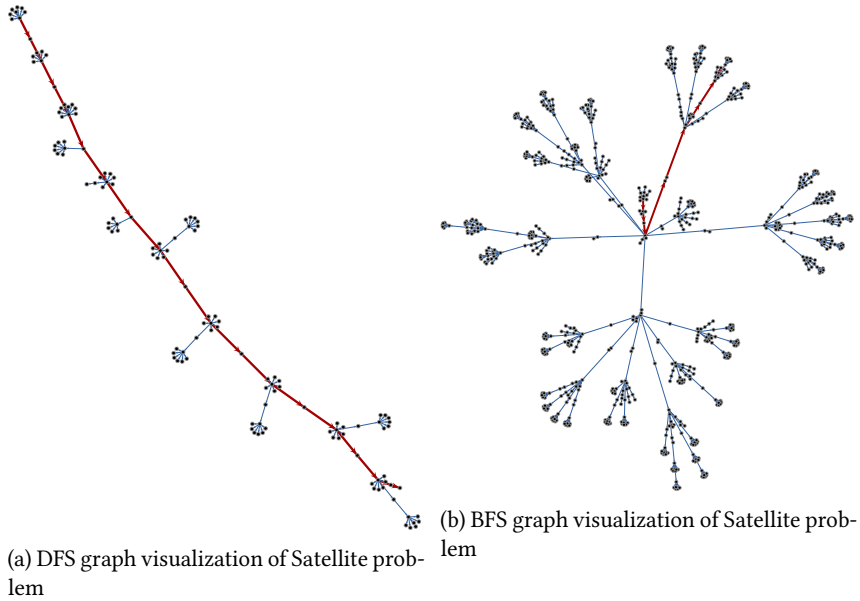 (a) DFS graph visualization of Satellite prob-
lem
(b) BFS graph visualization of Satellite prob-
lem